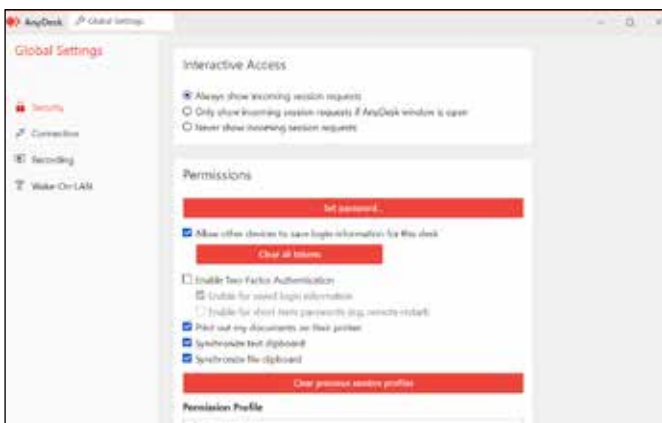 AnyDesk Global Settings
Global Settings
Security
Connection
Recording
Wake-On-LAN
Interactive Access
Always show incoming session requests
Only show incoming session requests if AnyDesk window is open
Never show incoming session requests
Permissions
Set password...
Allow other devices to save login information for this desk
Clear all tokens
Enable Two-Factor Authentication
Enable for saved login information
Enable for short-term passwords (e.g. remote restart)
Print out my documents on their printer
Synchronize text clipboard
Synchronize file clipboard
Clear previous session profiles
Permission Profile